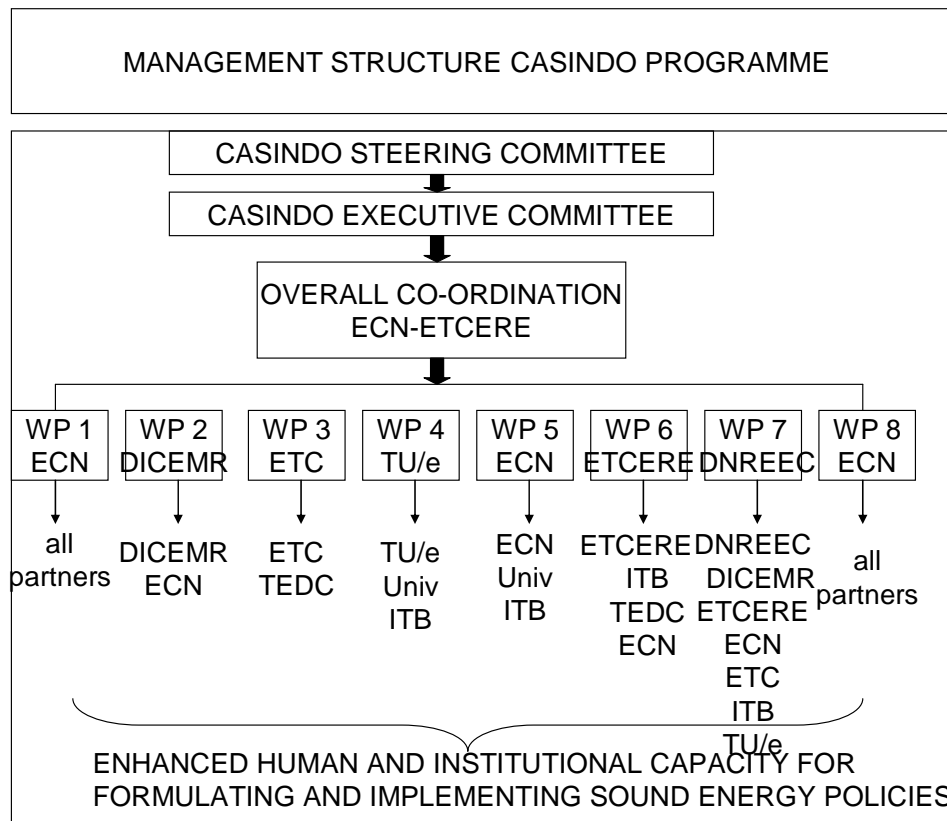 MANAGEMENT STRUCTURE CASINDO PROGRAMME
CASINDO STEERING COMMITTEE
CASINDO EXECUTIVE COMMITTEE
OVERALL CO-ORDINATION
ECN-ETCERE
WP 1
ECN
WP 2
DICEMR
WP 3
ETC
WP 4
TU/e
WP 5
ECN
WP 6
ETCERE
WP 7
DNREEC
WP 8
ECN
all
partners
DICEMR
ECN
ETC
TEDC
TU/e
Univ
ITB
ECN
Univ
ITB
ETCERE
ITB
TEDC
ECN
DNREEC
DICEMR
ETCERE
ECN
ETC
ITB
TU/e
all
partners
ENHANCED HUMAN AND INSTITUTIONAL CAPACITY FOR
FORMULATING AND IMPLEMENTING SOUND ENERGY POLICIES